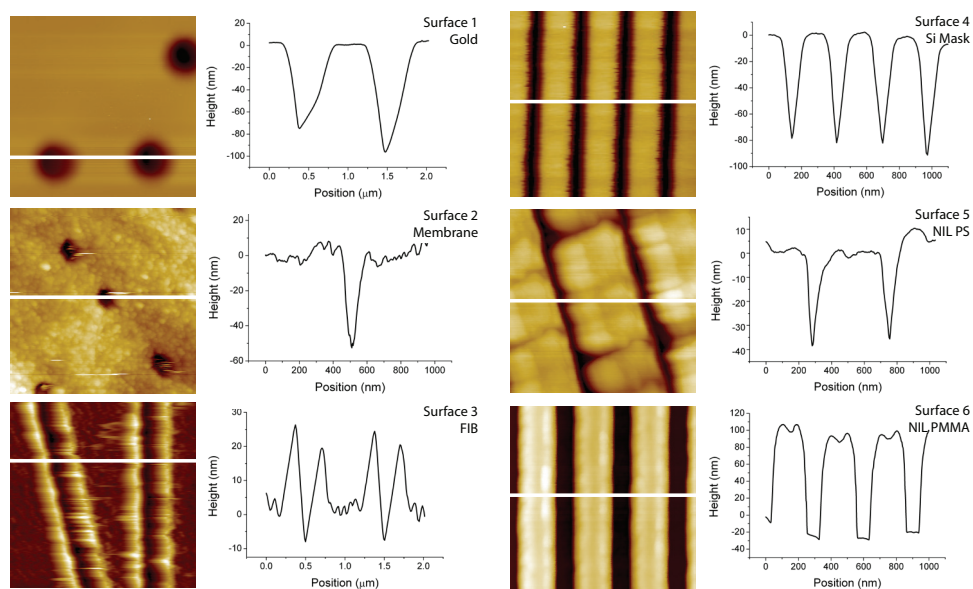 Surface 1
Gold
Height (nm)
20
0
-20
-40
-60
-80
-100
0.0 0.5 1.0 1.5 2.0
Position (μm)
Surface 4
Si Mask
Height (nm)
20
0
-20
-40
-60
-80
-100
0 200 400 600 800 1000
Position (nm)
Surface 2
Membrane
Height (nm)
20
0
-20
-40
-60
0 200 400 600 800 1000
Position (nm)
Surface 5
NIL PS
Height (nm)
10
0
-10
-20
-30
-40
0 200 400 600 800 1000
Position (nm)
Surface 3
FIB
Height (nm)
30
20
10
0
-10
0.0 0.5 1.0 1.5 2.0
Position (μm)
Surface 6
NIL PMMA
Height (nm)
120
100
80
60
40
20
0
-20
-40
0 200 400 600 800 1000
Position (nm)